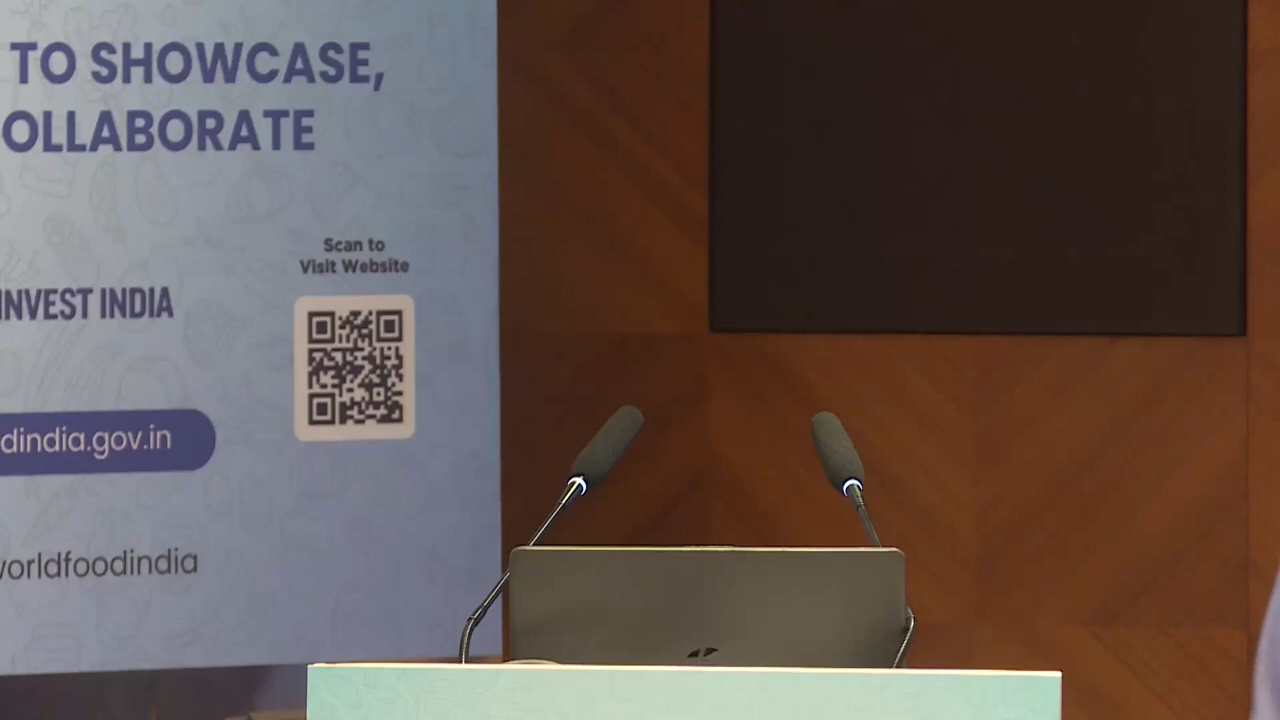 TO SHOWCASE,
OLLABORATE
Scan to
Visit Website
INVEST INDIA
dindia.gov.in
worldfoodindia